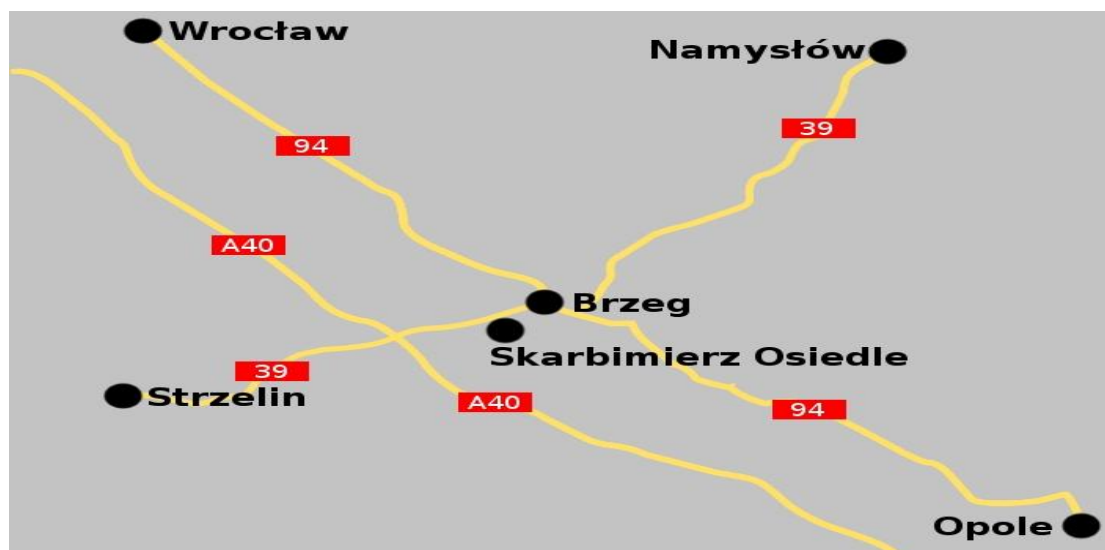 Wrocław
Namysłów
39
94
A40
Brzeg
Skarbimierz Osiedle
39
Strzelin
A40
94
Opole